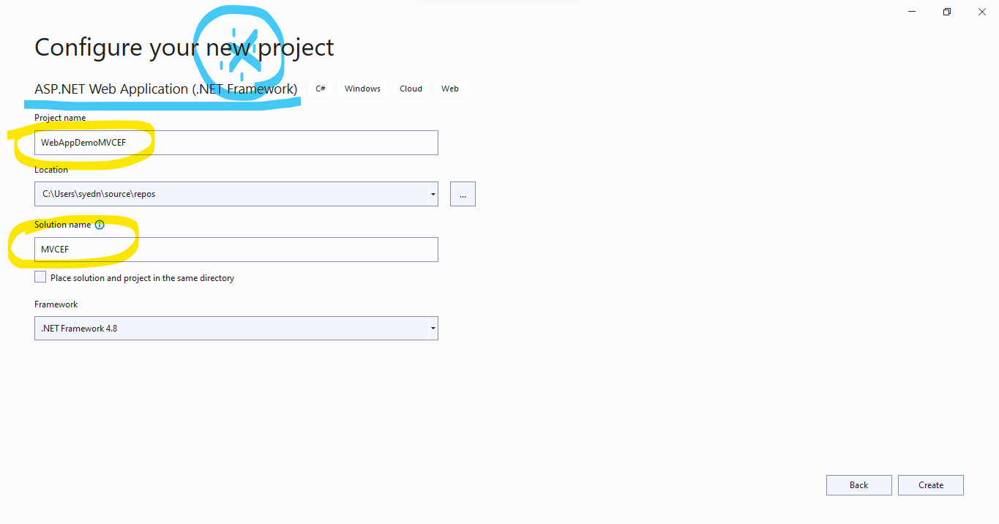 Configure your new project
ASP.NET Web Application (.NET Framework) C# Windows Cloud Web
Project name
WebAppDemoMVCEF
Location
C:\Users\syedn\source\repos
...
Solution name
MVCEF
Place solution and project in the same directory
Framework
.NET Framework 4.8
Back Create